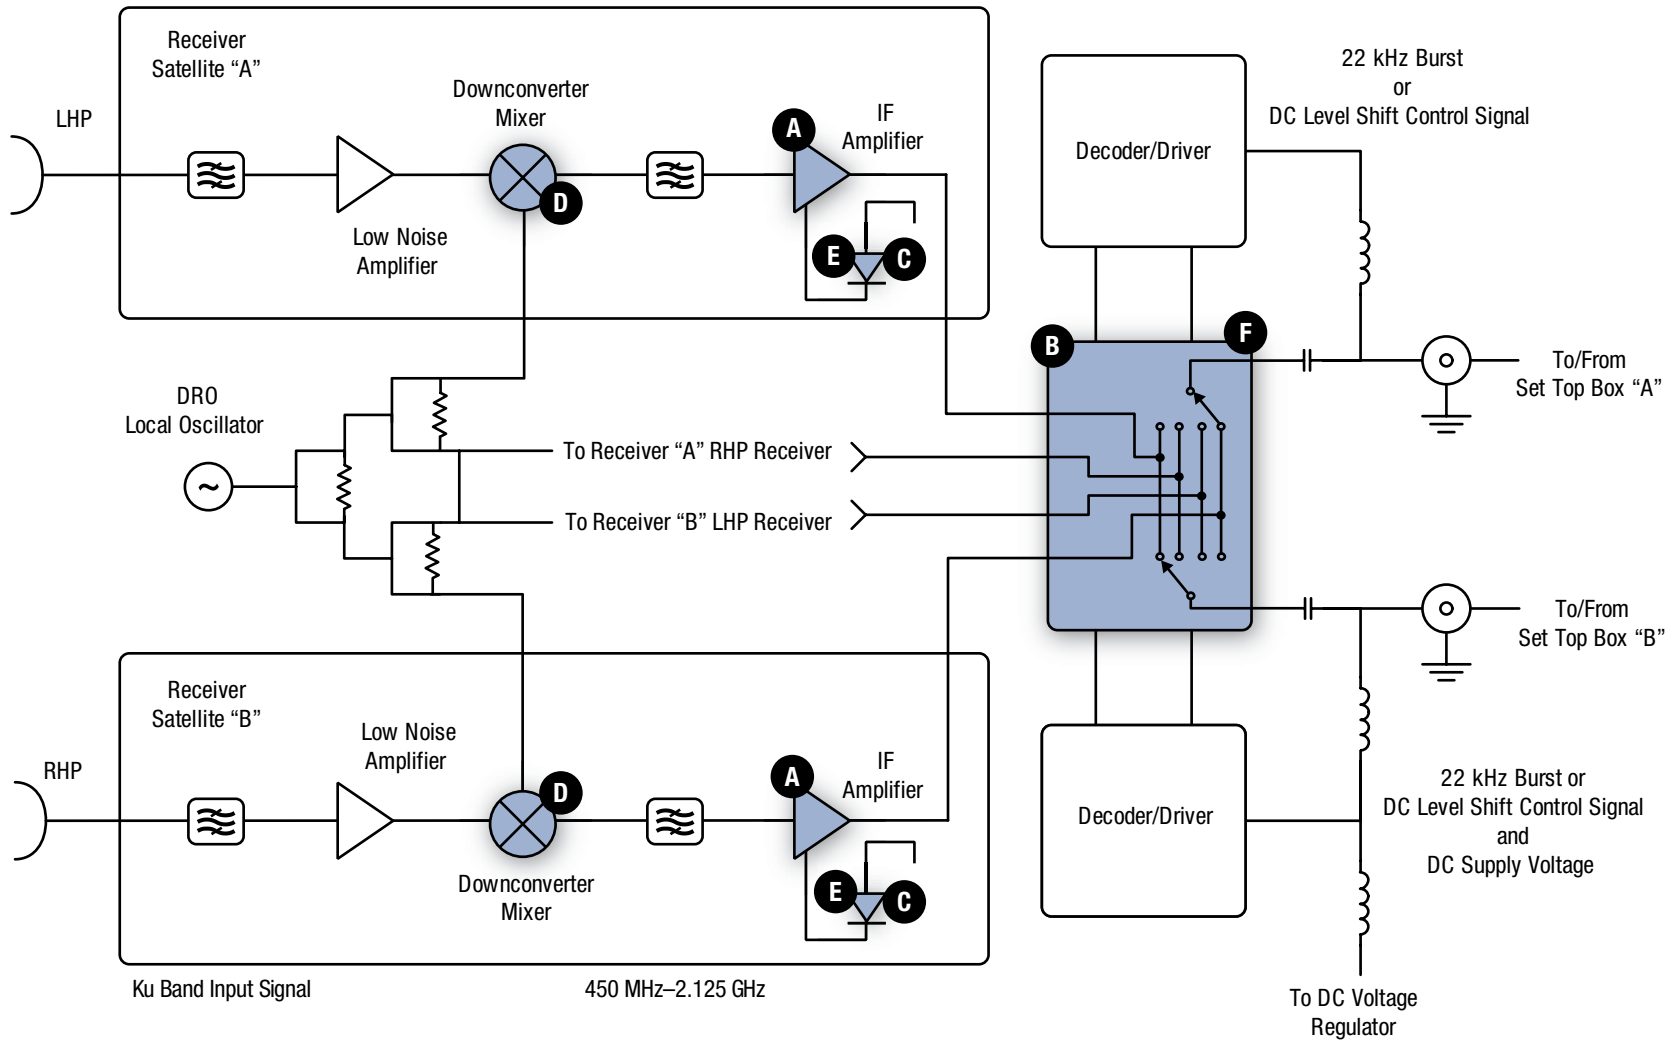 Receiver
Satellite “A”
LHP
Downconverter
Mixer
D
Low Noise
Amplifier
A
IF
Amplifier
E
C
Decoder/Driver
22 kHz Burst
or
DC Level Shift Control Signal
B
F
To/From
Set Top Box “A”
DRO
Local Oscillator
~
To Receiver “A” RHP Receiver
To Receiver “B” LHP Receiver
To/From
Set Top Box “B”
Receiver
Satellite “B”
RHP
Low Noise
Amplifier
D
Downconverter
Mixer
A
IF
Amplifier
E
C
Decoder/Driver
22 kHz Burst or
DC Level Shift Control Signal
and
DC Supply Voltage
Ku Band Input Signal
450 MHz–2.125 GHz
To DC Voltage
Regulator